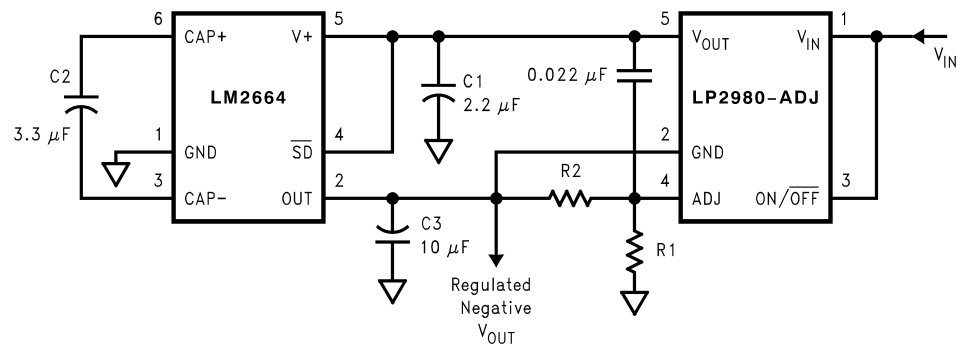 6
CAP+
V+
5
5
V_OUT
V_IN
1
V_IN
C2
3.3 μF
LM2664
C1
2.2 μF
0.022 μF
LP2980-ADJ
1
GND
4
S̅D̅
2
GND
3
CAP-
OUT
2
R2
4
ADJ
ON/O̅F̅F̅
3
C3
10 μF
R1
Regulated
Negative
V_OUT